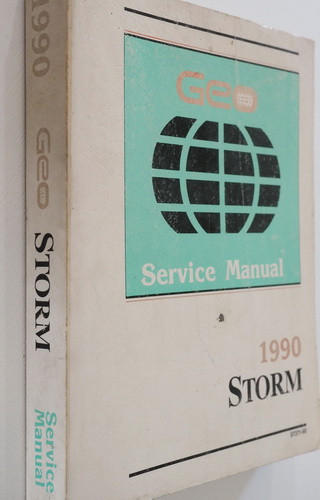 1990
Geo
STORM
Service
Manual
Geo
Service Manual
1990
STORM